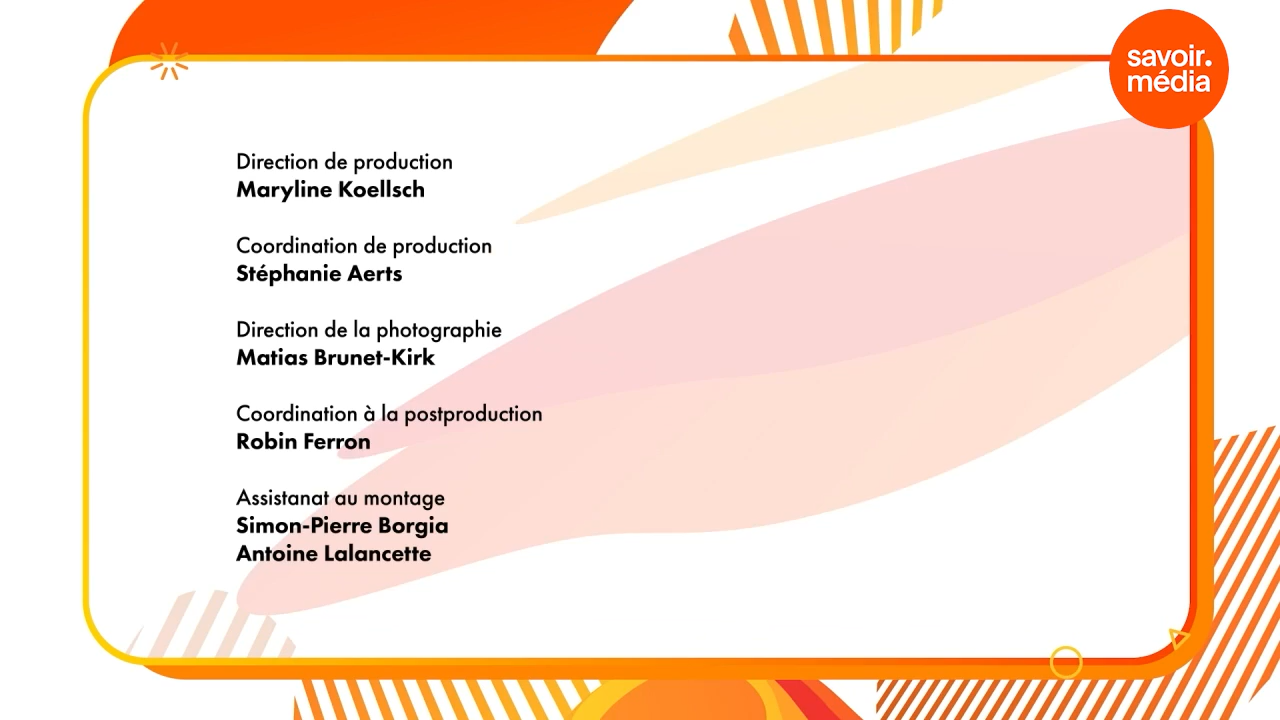 savoir.
média
Direction de production
Maryline Koellsch
Coordination de production
Stéphanie Aerts
Direction de la photographie
Matias Brunet-Kirk
Coordination à la postproduction
Robin Ferron
Assistanat au montage
Simon-Pierre Borgia
Antoine Lalancette